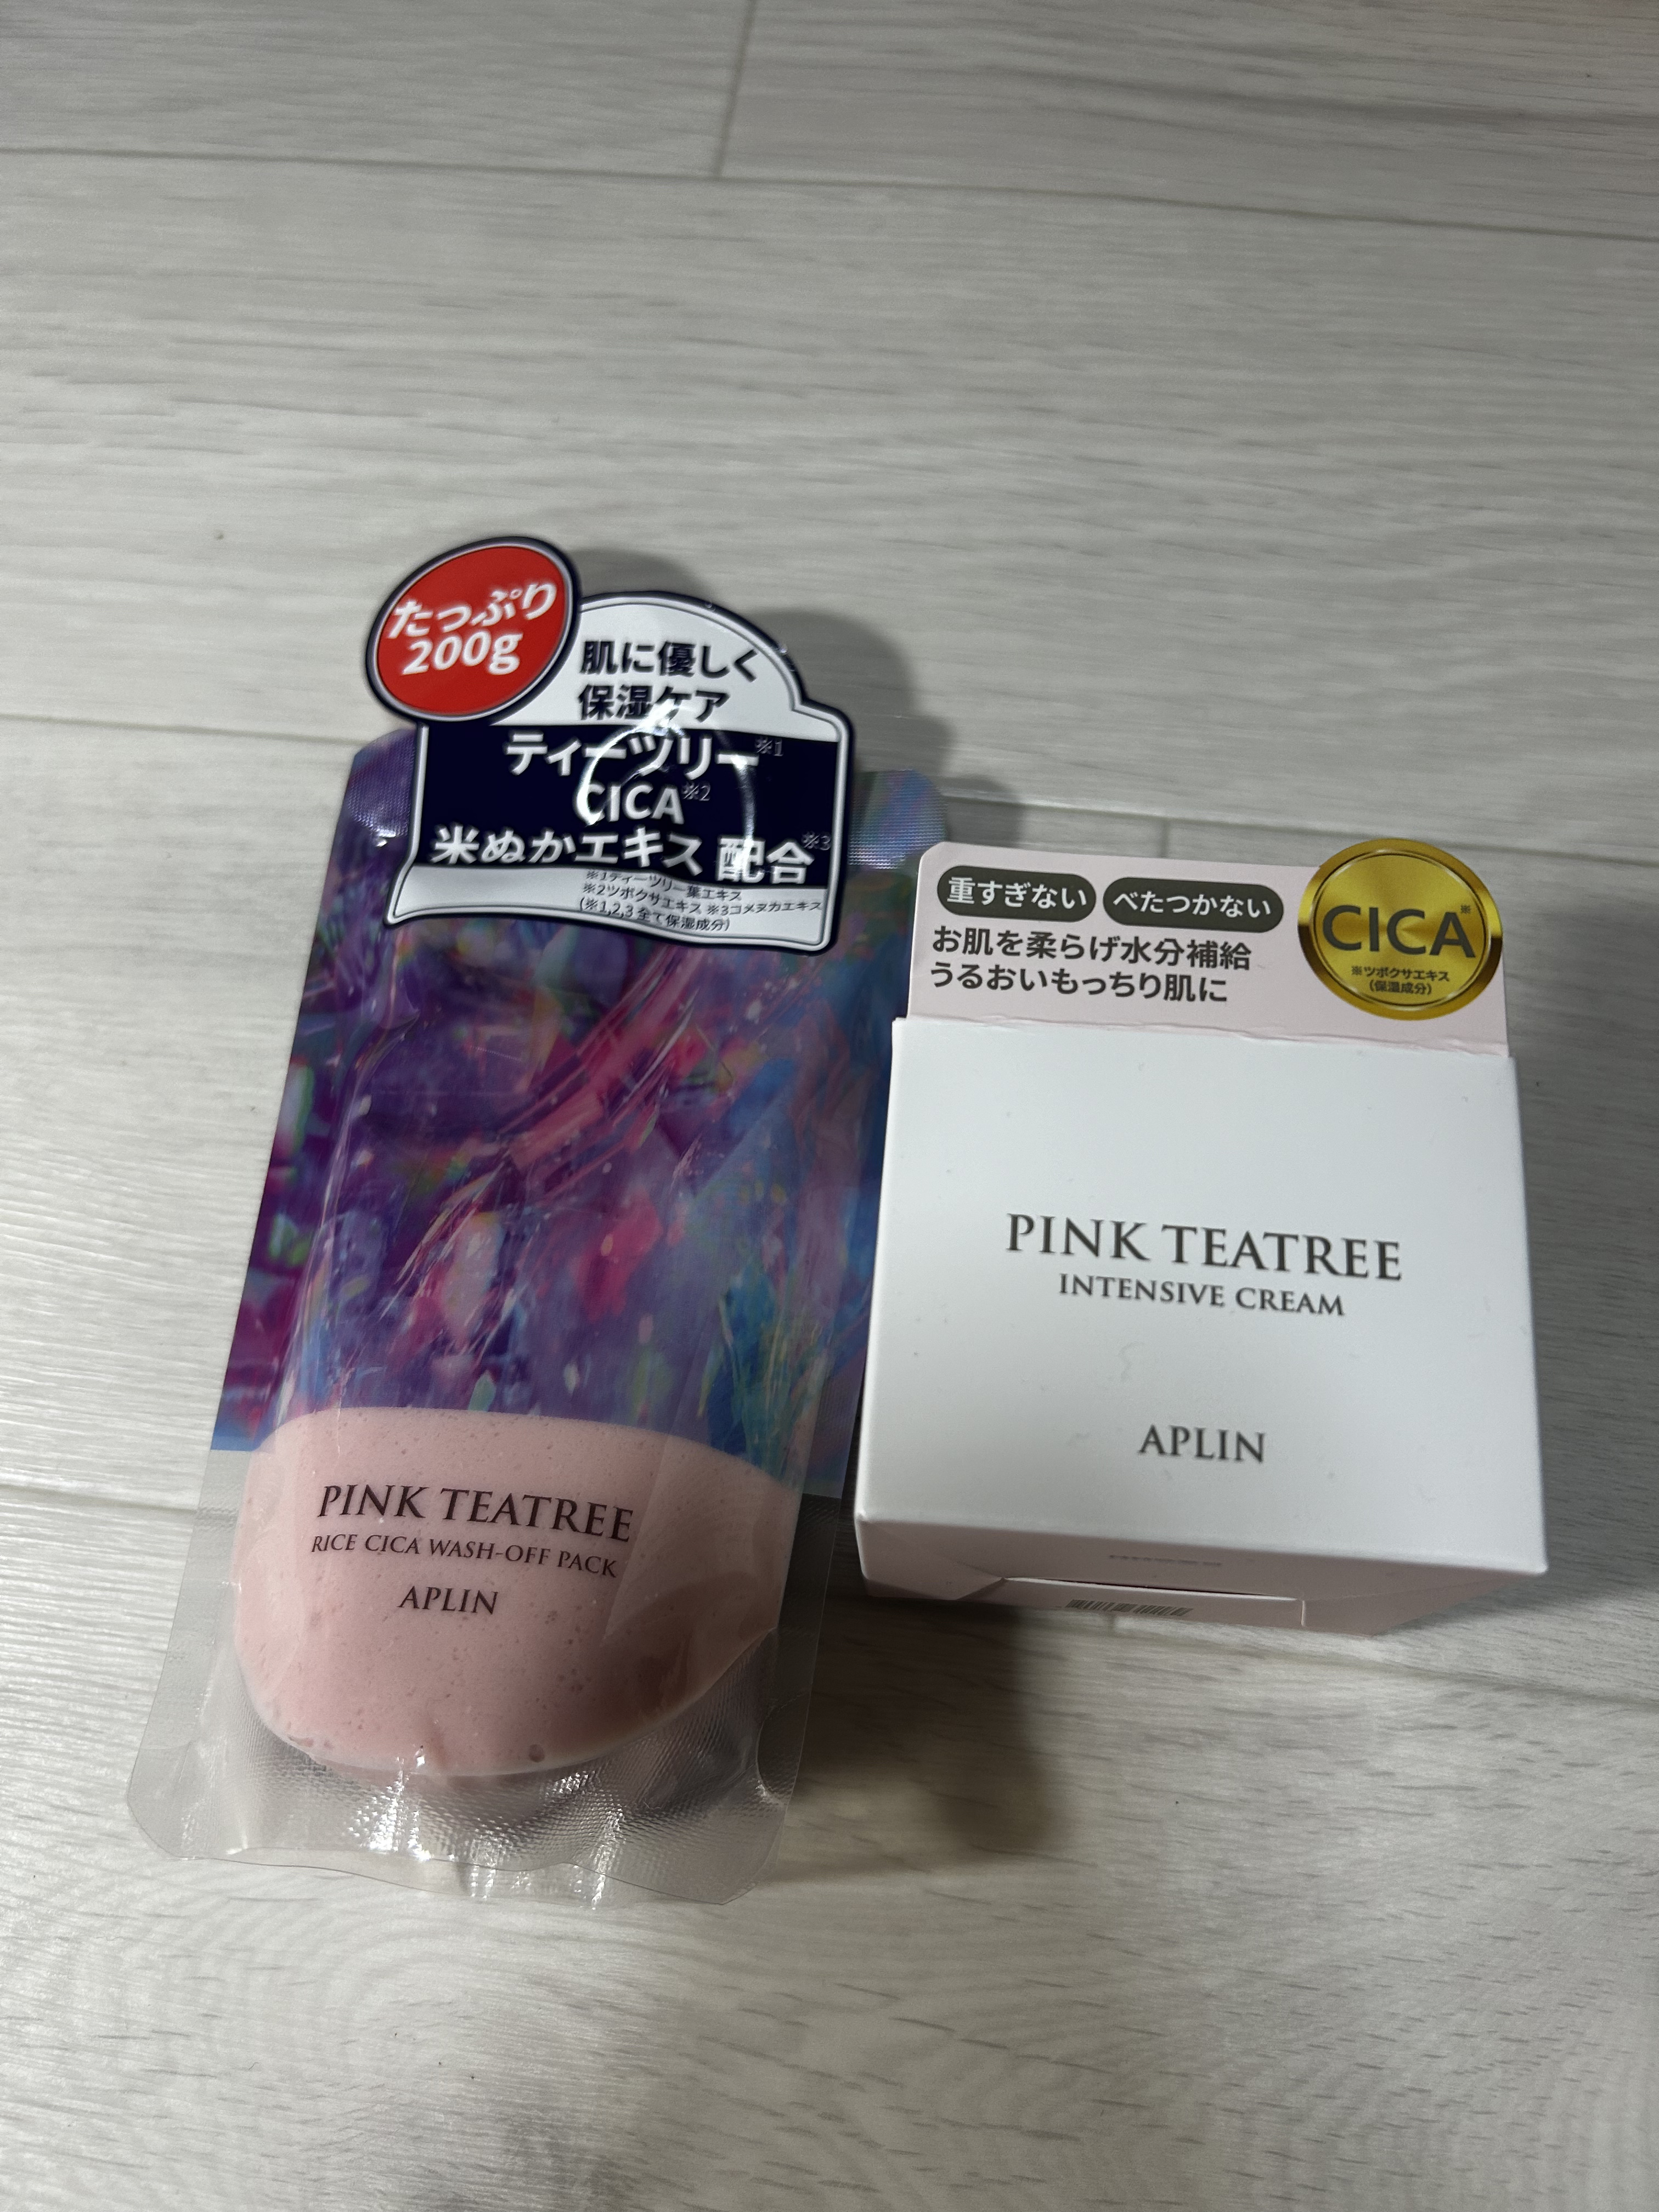 たっぷり
200g
肌に優しく
保湿ケア
ティーツリー※1
CICA※2
米ぬかエキス 配合※3
※1ティーツリー葉エキス
※2ツボクサエキス ※3コメヌカエキス
(※1,2,3 全て保湿成分)
PINK TEATREE
RICE CICA WASH-OFF PACK
APLIN
重すぎない べたつかない
お肌を柔らげ水分補給
うるおいもっちり肌に
CICA※
※ツボクサエキス
(保湿成分)
PINK TEATREE
INTENSIVE CREAM
APLIN